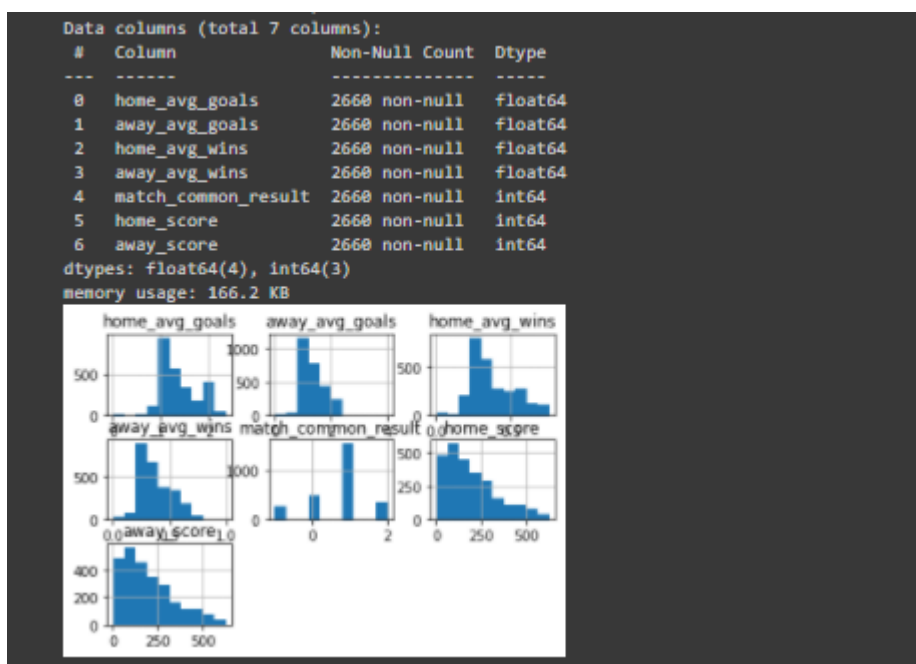 Data columns (total 7 columns):
# Column Non-Null Count Dtype
--- ------ -------------- -----
0 home_avg_goals 2660 non-null float64
1 away_avg_goals 2660 non-null float64
2 home_avg_wins 2660 non-null float64
3 away_avg_wins 2660 non-null float64
4 match_common_result 2660 non-null int64
5 home_score 2660 non-null int64
6 away_score 2660 non-null int64
dtypes: float64(4), int64(3)
memory usage: 166.2 KB
home_avg_goals away_avg_goals home_avg_wins
500 0
1000 500 0
500 0
away_avg_wins match_common_result home_score
500 0
1000 0
500 250 0
0.0 1.0
0 2
0 250 500
away_score
400 200 0
0 250 500